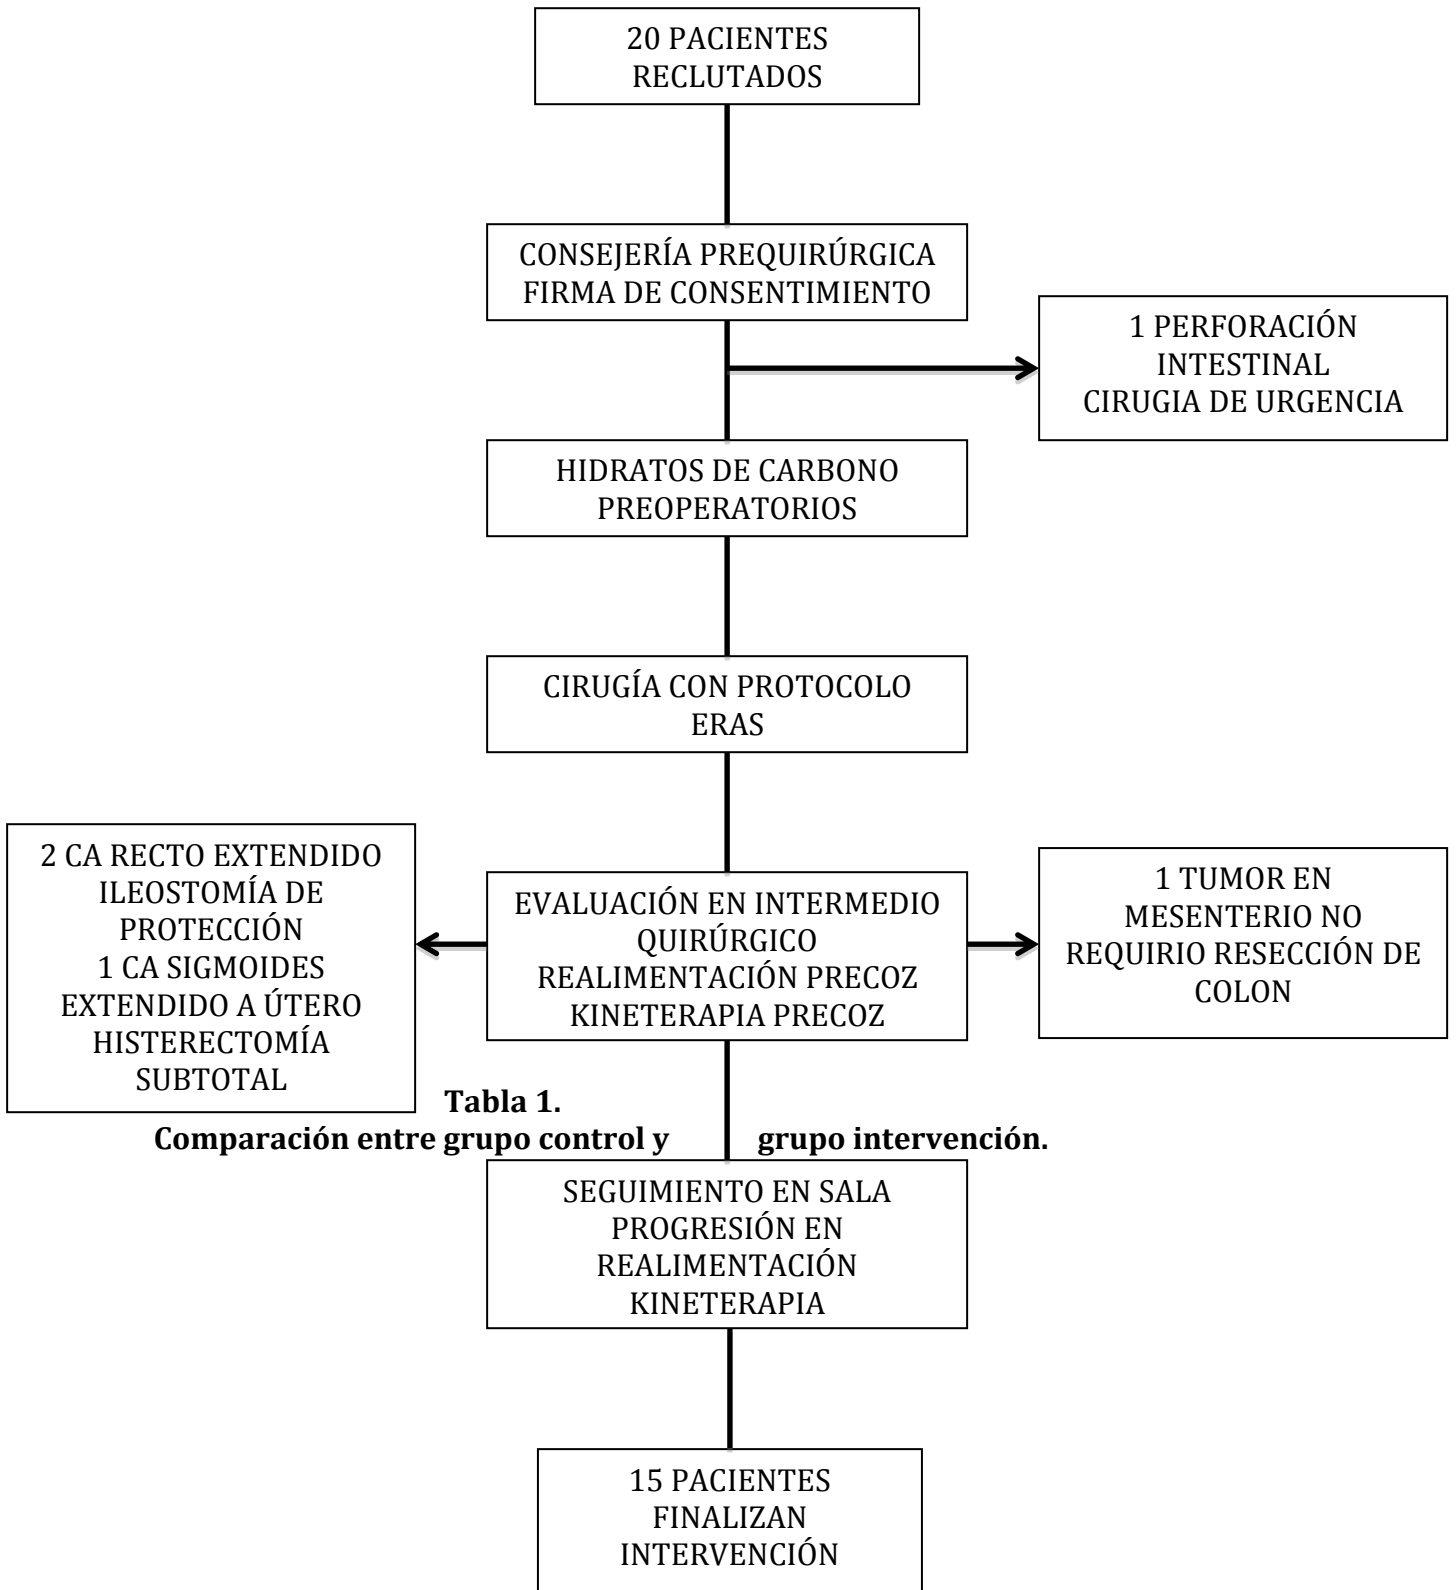 20 PACIENTES
RECLUTADOS
CONSEJERÍA PREQUIRÚRGICA
FIRMA DE CONSENTIMIENTO
1 PERFORACIÓN
INTESTINAL
CIRUGIA DE URGENCIA
HIDRATOS DE CARBONO
PREOPERATORIOS
CIRUGÍA CON PROTOCOLO
ERAS
2 CA RECTO EXTENDIDO
ILEOSTOMÍA DE
PROTECCIÓN
1 CA SIGMOIDES
EXTENDIDO A ÚTERO
HISTERECTOMÍA
SUBTOTAL
EVALUACIÓN EN INTERMEDIO
QUIRÚRGICO
REALIMENTACIÓN PRECOZ
KINETERAPIA PRECOZ
1 TUMOR EN
MESENTERIO NO
REQUIRIO RESECCIÓN DE
COLON
Tabla 1.
Comparación entre grupo control y grupo intervención.
SEGUIMIENTO EN SALA
PROGRESIÓN EN
REALIMENTACIÓN
KINETERAPIA
15 PACIENTES
FINALIZAN
INTERVENCIÓN